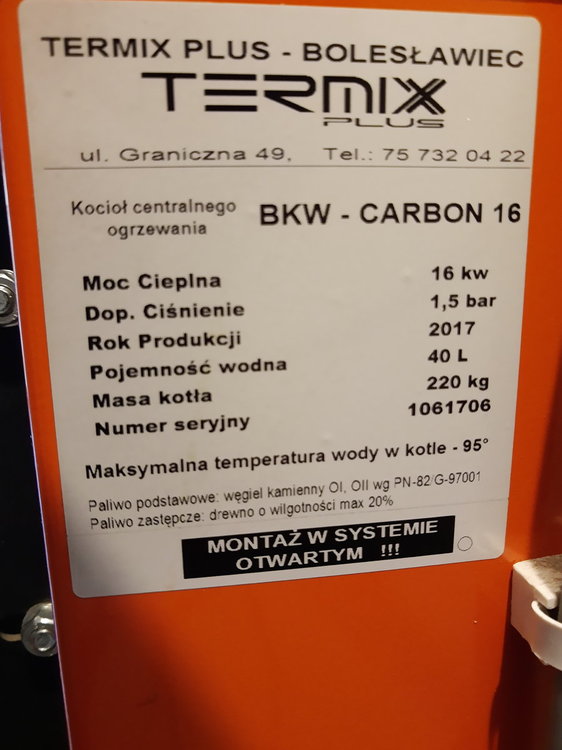 TERMIX PLUS - BOLESŁAWIEC
TERMIX
PLUS
ul. Graniczna 49, Tel.: 75 732 04 22
Kocioł centralnego
ogrzewania
BKW - CARBON 16
Moc Cieplna 16 kw
Dop. Ciśnienie 1,5 bar
Rok Produkcji 2017
Pojemność wodna 40 L
Masa kotła 220 kg
Numer seryjny 1061706
Maksymalna temperatura wody w kotle - 95°
Paliwo podstawowe: węgiel kamienny OI, OII wg PN-82/G-97001
Paliwo zastępcze: drewno o wilgotności max 20%
MONTAŻ W SYSTEMIE
OTWARTYM !!!